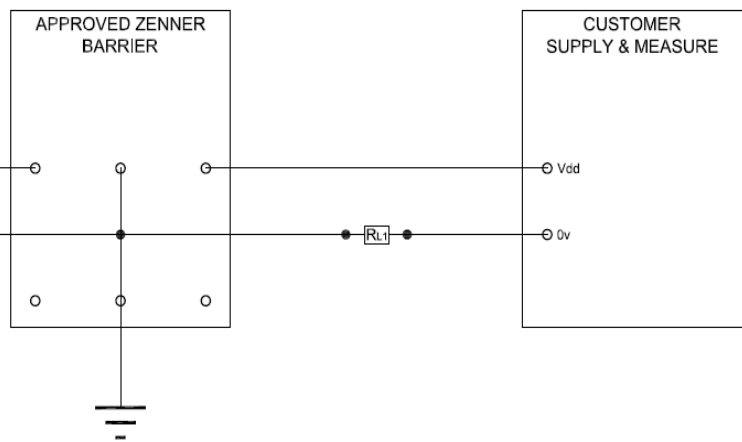 APPROVED ZENNER
BARRIER
CUSTOMER
SUPPLY & MEASURE
Vdd
RL1
0v